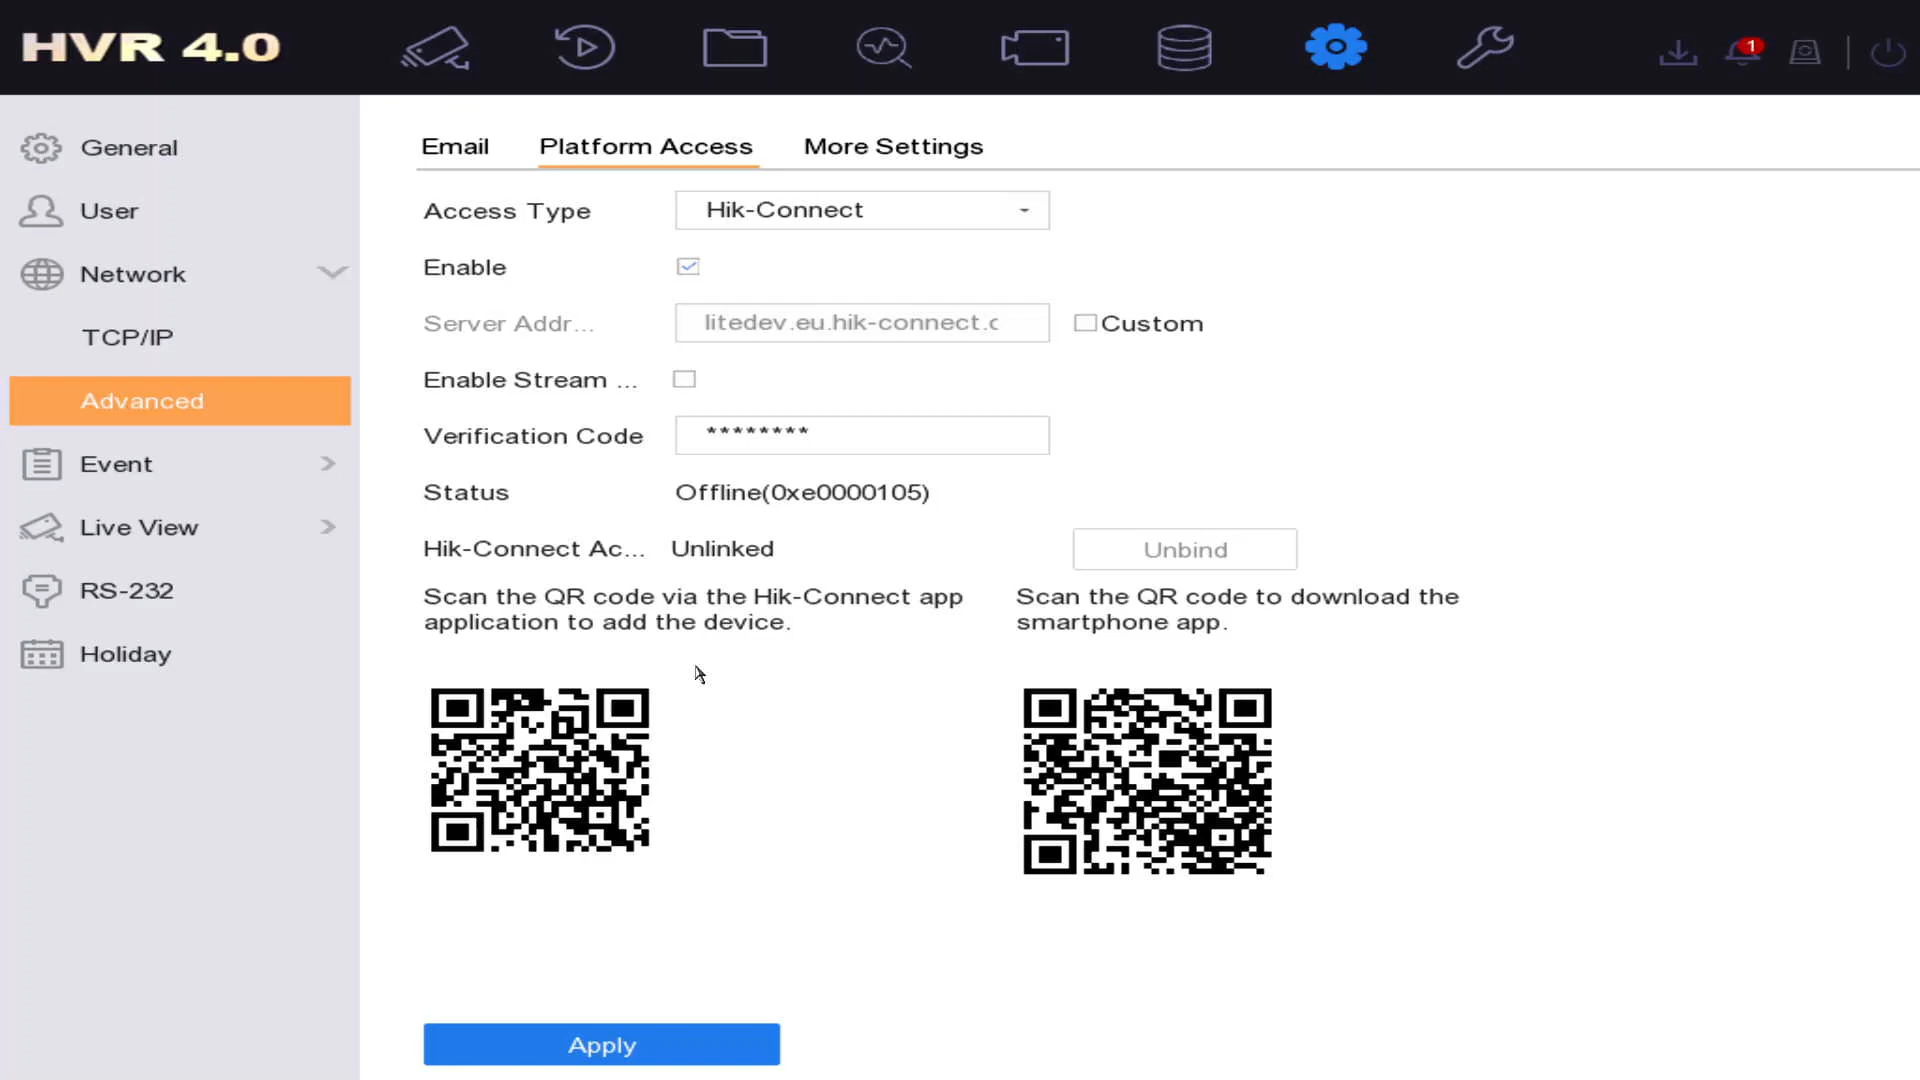 HVR 4.0
1
General
User
Network
TCP/IP
Advanced
Event
Live View
RS-232
Holiday
Email Platform Access More Settings
Access Type Hik-Connect
Enable
Server Addr... litedev.eu.hik-connect.c Custom
Enable Stream ...
Verification Code ********
Status Offline(0xe0000105)
Hik-Connect Ac... Unlinked Unbind
Scan the QR code via the Hik-Connect app
application to add the device.
Scan the QR code to download the
smartphone app.
Apply